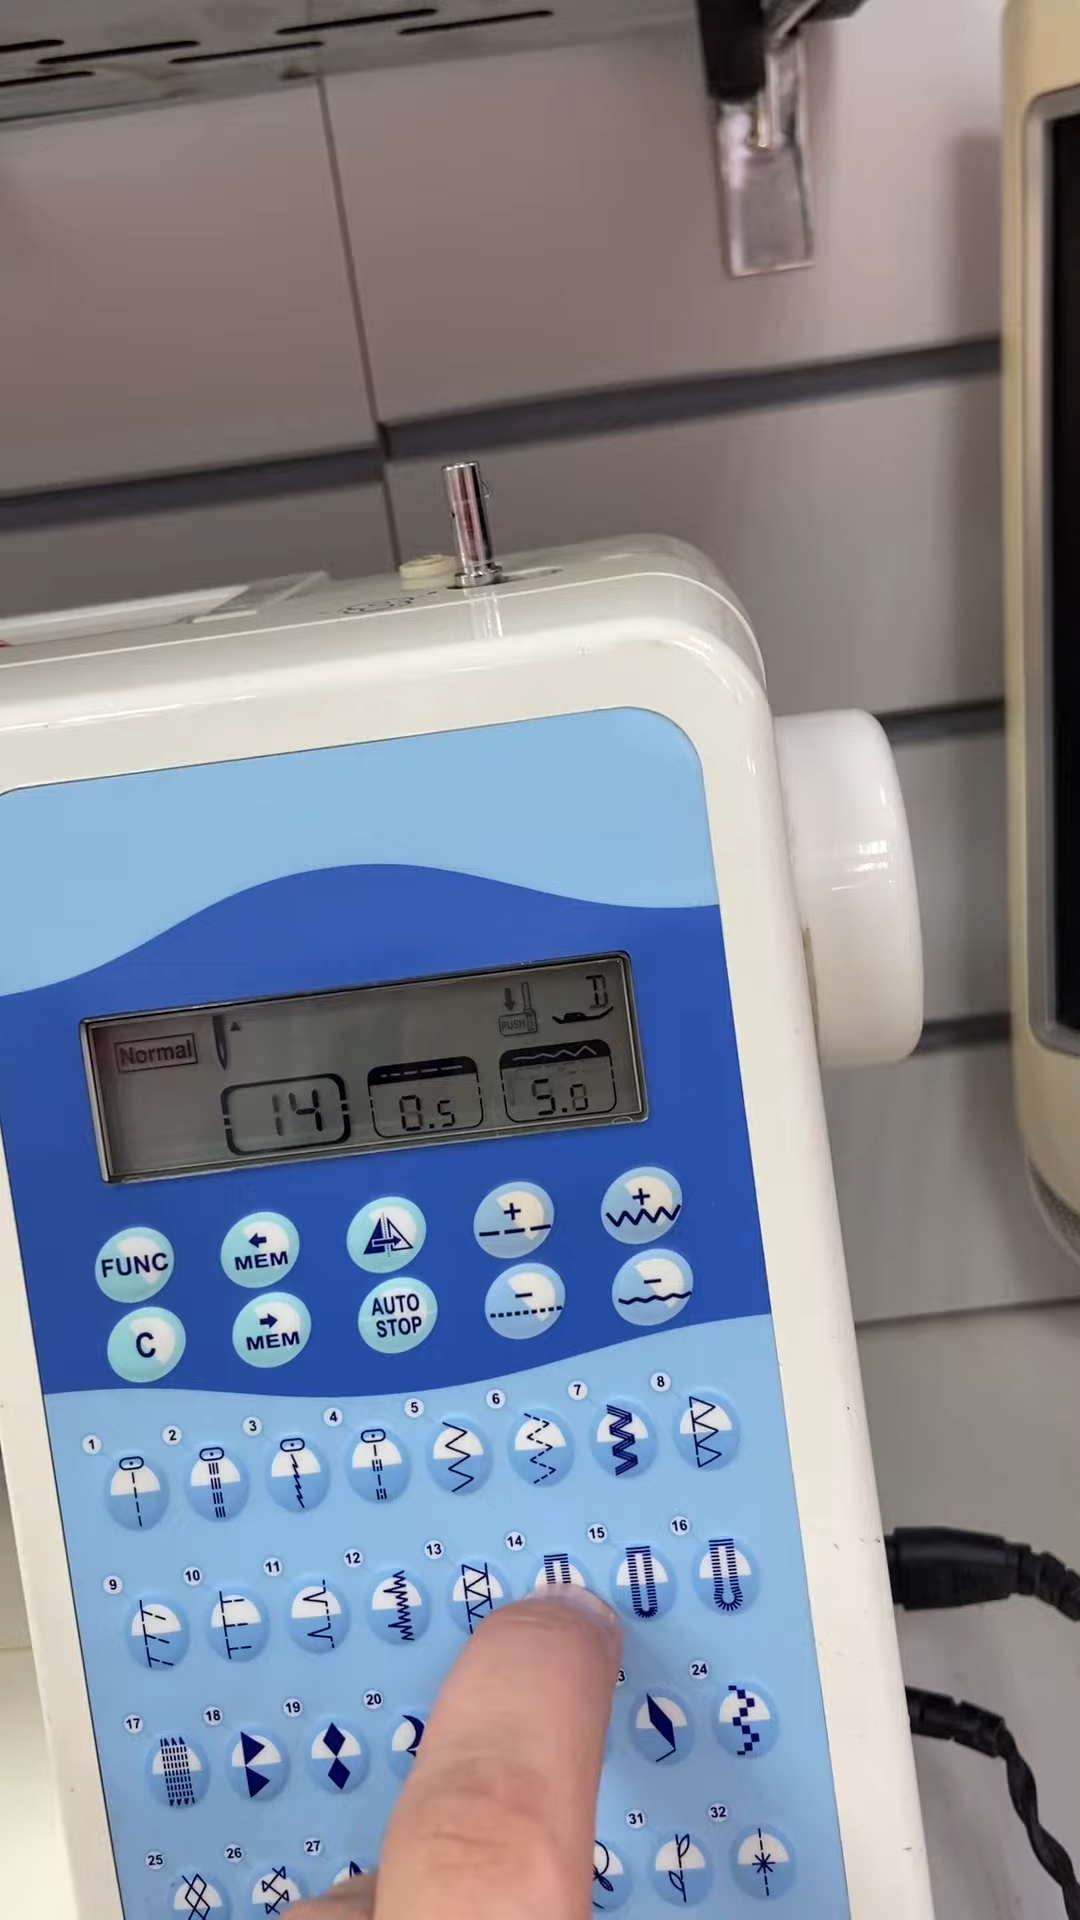 D
PUSH
Normal
14 0.5 5.0
FUNC MEM + +
C MEM AUTO STOP - -
1 2 3 4 5 6 7 8
9 10 11 12 13 14 15 16
17 18 19 20 24
25 26 27 31 32